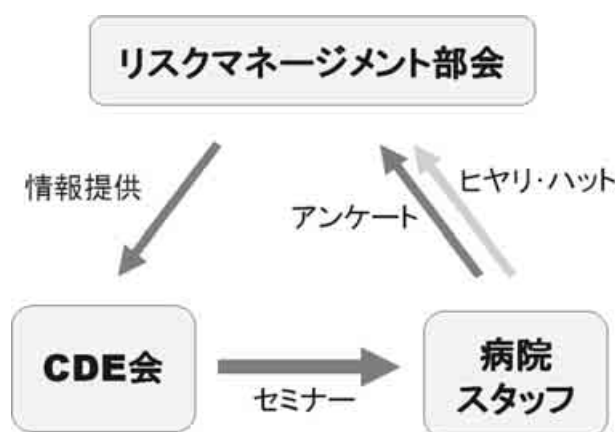 リスクマネージメント部会
情報提供
ヒヤリ・ハット
アンケート
CDE会
セミナー
病院
スタッフ